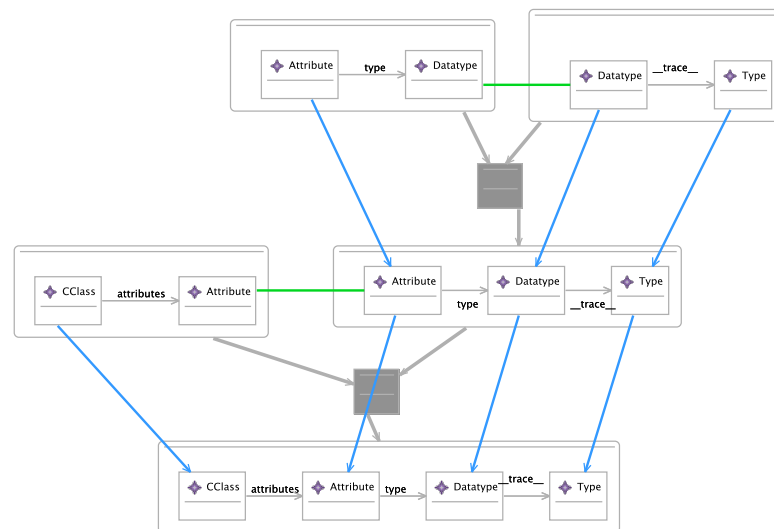 Attribute
type
Datatype
Datatype
__trace__
Type
CClass
attributes
Attribute
Attribute
type
Datatype
__trace__
Type
CClass
attributes
Attribute
type
Datatype
__trace__
Type